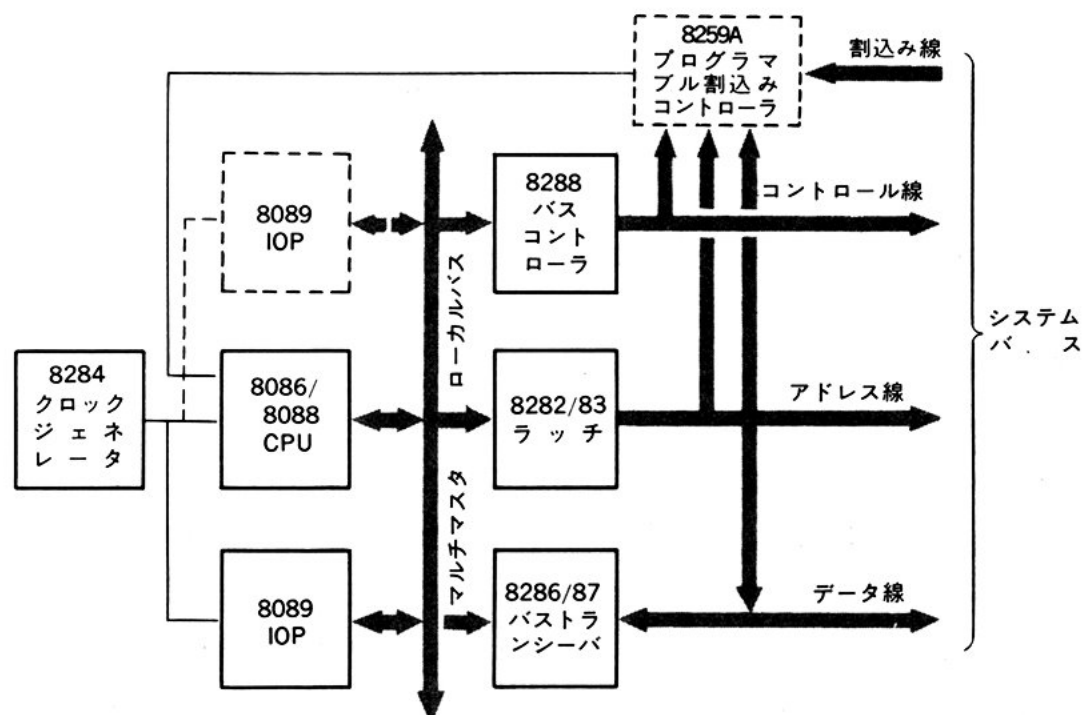 8259A
プログラマ
ブル割込み
コントローラ
割込み線
8089
IOP
8288
バス
コント
ローラ
コントロール線
システム
バス
8284
クロック
ジェネ
レータ
8086/
8088
CPU
マルチマスタ ローカルバス
8282/83
ラッチ
アドレス線
8089
IOP
8286/87
バストラ
ンシーバ
データ線